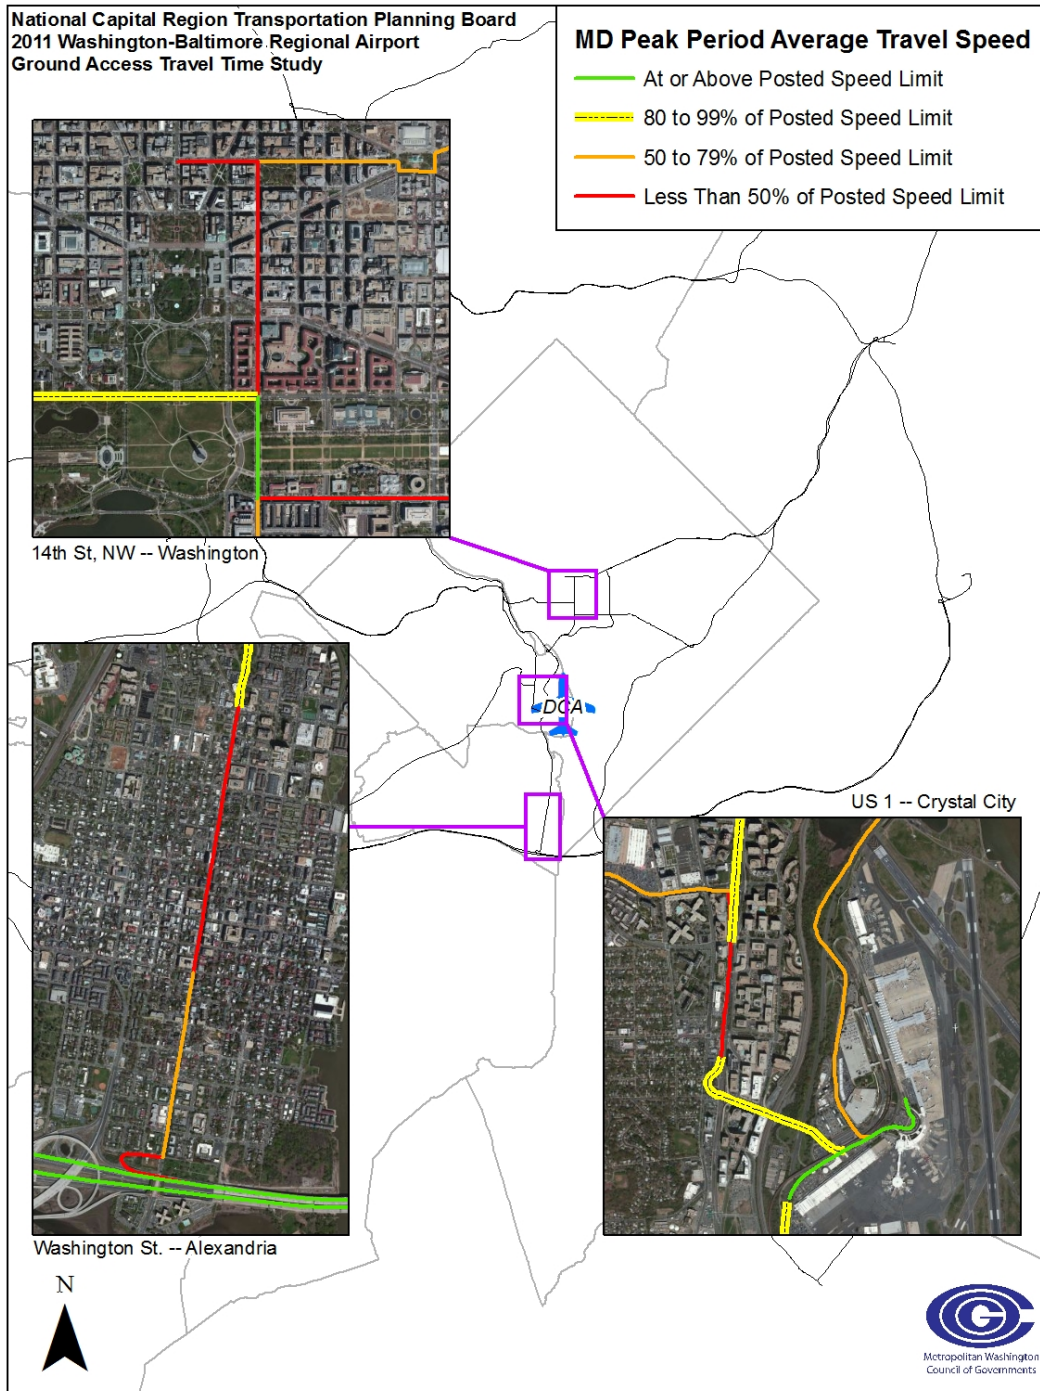 National Capital Region Transportation Planning Board
2011 Washington-Baltimore Regional Airport
Ground Access Travel Time Study
MD Peak Period Average Travel Speed
At or Above Posted Speed Limit
80 to 99% of Posted Speed Limit
50 to 79% of Posted Speed Limit
Less Than 50% of Posted Speed Limit
14th St, NW -- Washington
DCA
US 1 -- Crystal City
Washington St. -- Alexandria
N
COG
Metropolitan Washington
Council of Governments